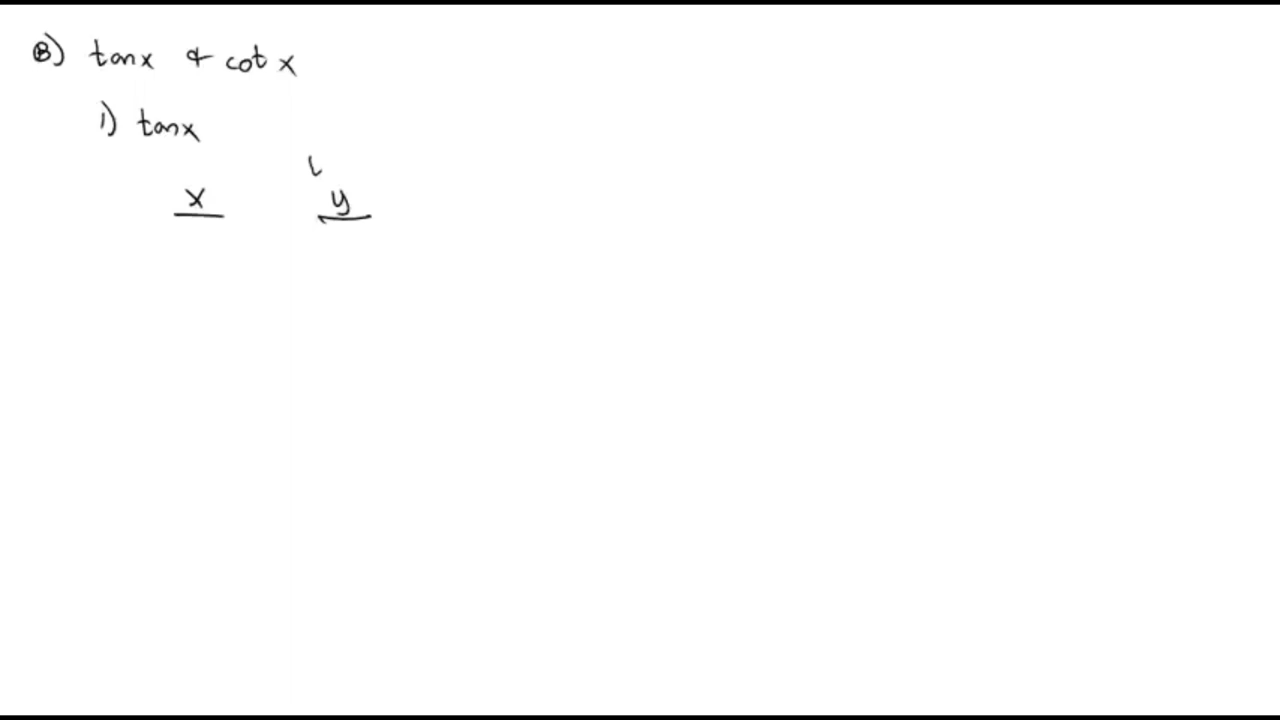 B) tanx & cot x
1) tanx
x y